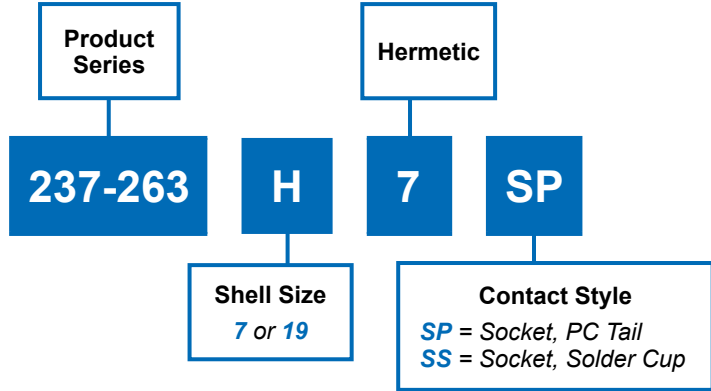 Product
Series
Hermetic
237-263 H 7 SP
Shell Size
7 or 19
Contact Style
SP = Socket, PC Tail
SS = Socket, Solder Cup